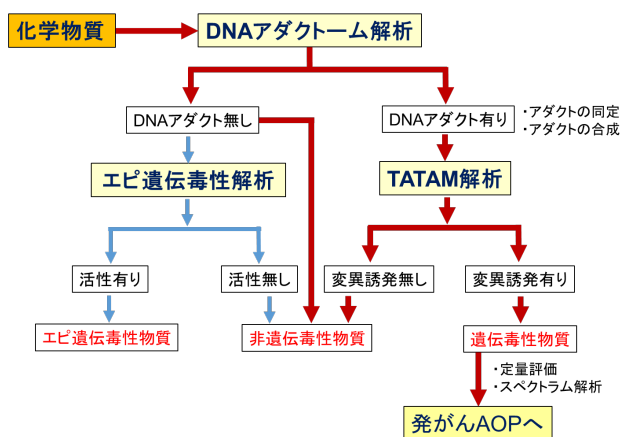 化学物質
DNAアダクトーム解析
DNAアダクト無し
DNAアダクト有り
・アダクトの同定
・アダクトの合成
エピ遺伝毒性解析
TATAM解析
活性有り
活性無し
変異誘発無し
変異誘発有り
エピ遺伝毒性物質
非遺伝毒性物質
遺伝毒性物質
・定量評価
・スペクトラム解析
発がんAOPへ